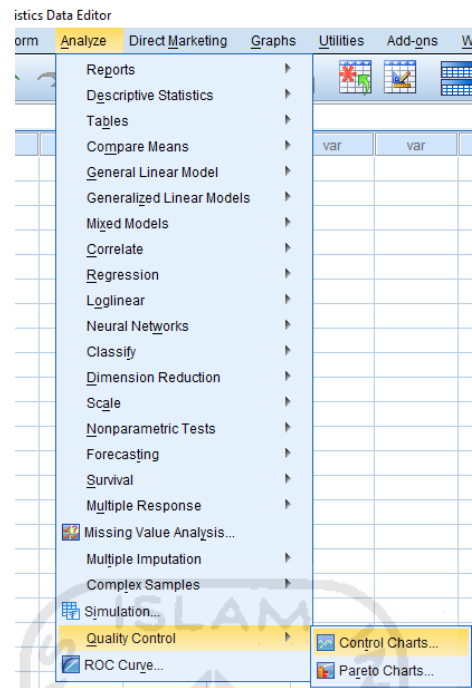 istics Data Editor
orm Analyze Direct Marketing Graphs Utilities Add-ons W
Reports
Descriptive Statistics
Tables
Compare Means
var var
General Linear Model
Generalized Linear Models
Mixed Models
Correlate
Regression
Loglinear
Neural Networks
Classify
Dimension Reduction
Scale
Nonparametric Tests
Forecasting
Survival
Multiple Response
Missing Value Analysis...
Multiple Imputation
Complex Samples
Simulation...
ISLAM
Quality Control
Control Charts...
ROC Curve...
Pareto Charts...